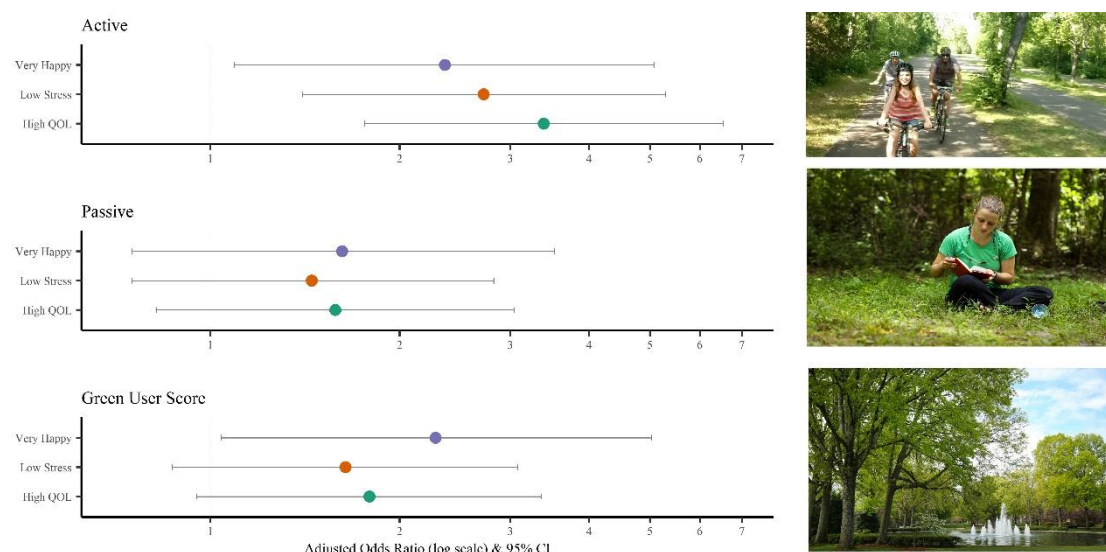 Active
Very Happy
Low Stress
High QOL
1 2 3 4 5 6 7
Passive
Very Happy
Low Stress
High QOL
1 2 3 4 5 6 7
Green User Score
Very Happy
Low Stress
High QOL
1 2 3 4 5 6 7
Adjusted Odds Ratio (log scale) & 95% CI